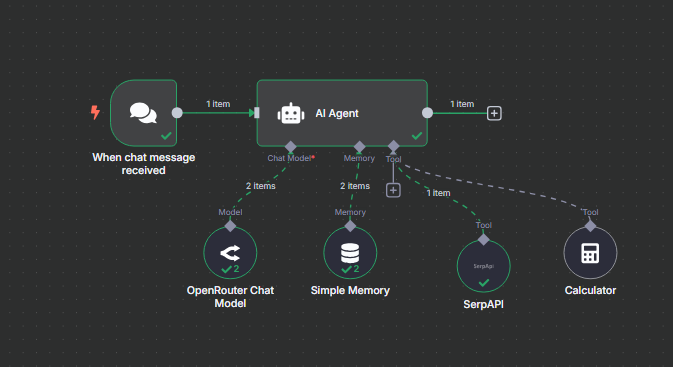 1 item
AI Agent
1 item
When chat message
received
Chat Model*
Memory
Tool
2 items
2 items
1 item
Model
Memory
Tool
Tool
2
2
SerpApi
OpenRouter Chat
Model
Simple Memory
SerpAPI
Calculator